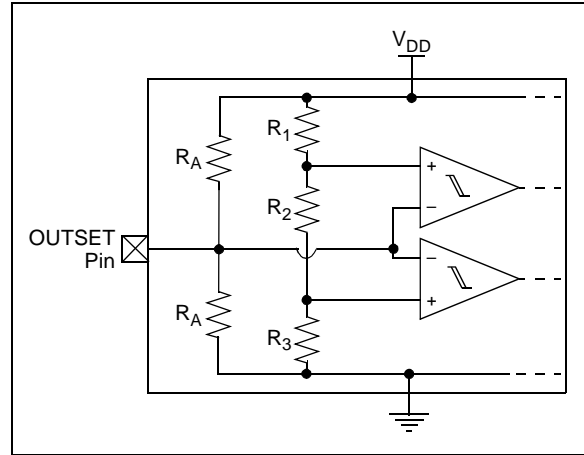 V_DD
R_1
R_A
+
R_2
−
OUTSET
Pin
−
R_A
+
R_3